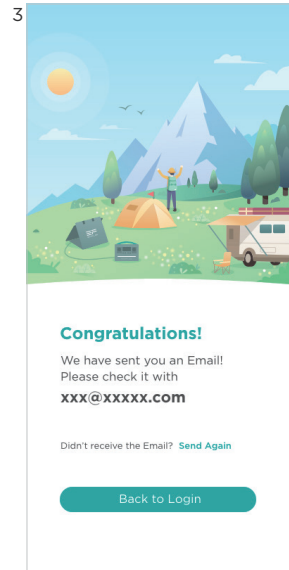 3
Congratulations!
We have sent you an Email!
Please check it with
xxx@xxxxx.com
Didn't receive the Email? Send Again
Back to Login